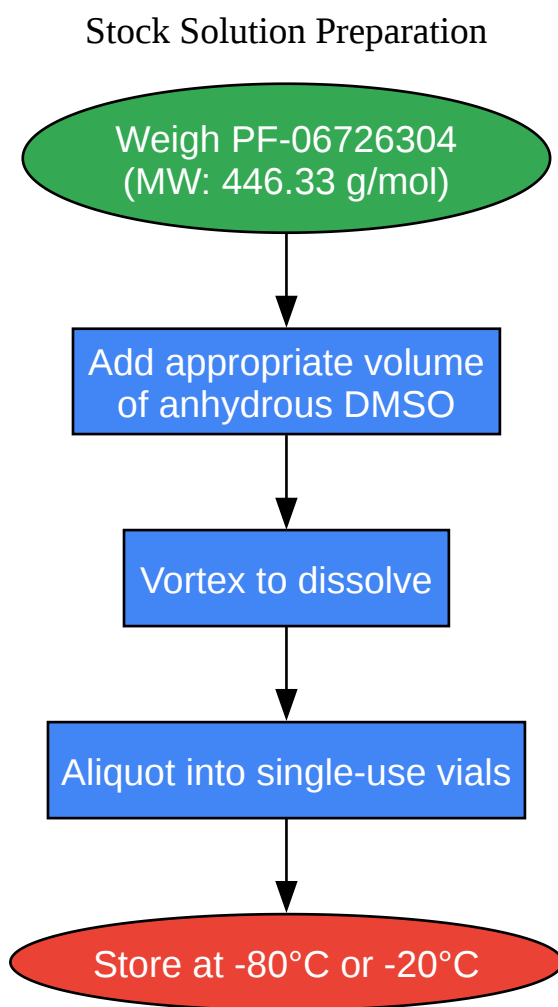 Stock Solution Preparation
Weigh PF-06726304
(MW: 446.33 g/mol)
Add appropriate volume
of anhydrous DMSO
Vortex to dissolve
Aliquot into single-use vials
Store at -80°C or -20°C